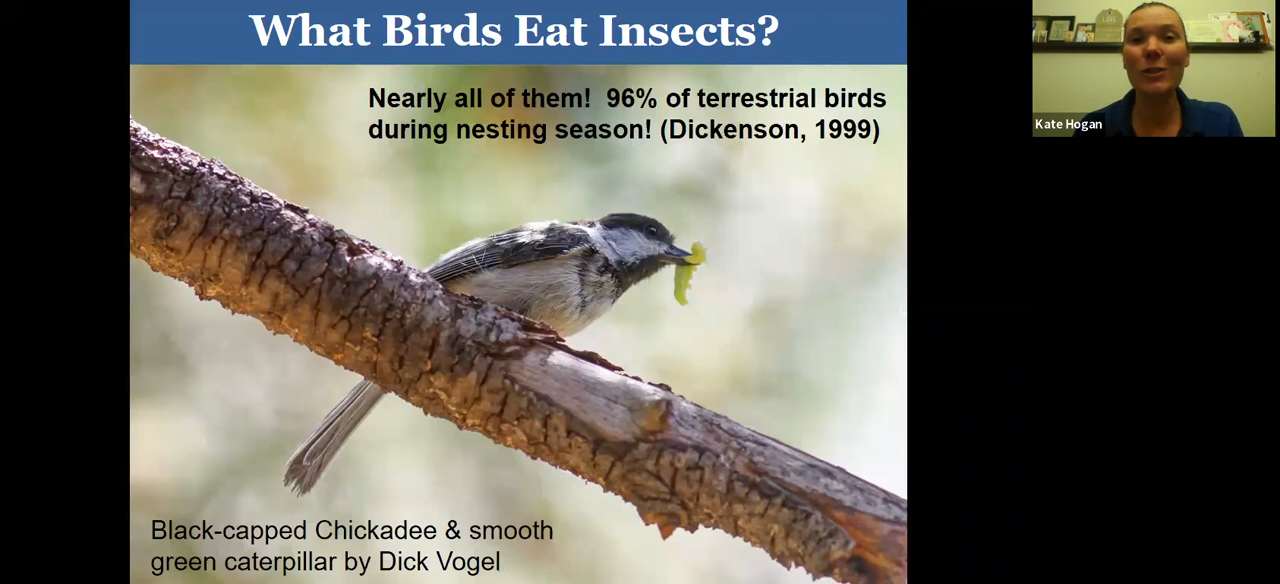 What Birds Eat Insects?
Nearly all of them!  96% of terrestrial birds
during nesting season! (Dickenson, 1999)
Kate Hogan
Black-capped Chickadee & smooth
green caterpillar by Dick Vogel